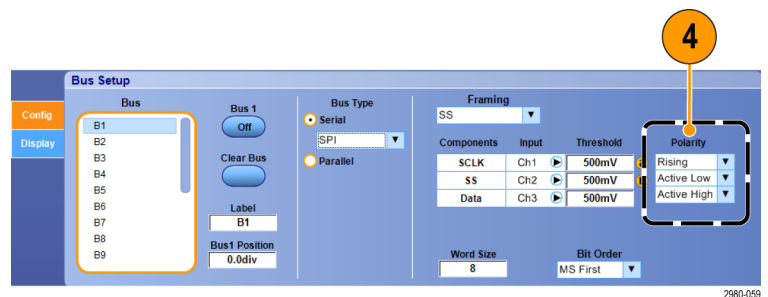 4
Bus Setup
Config
Display
Bus
B1
B2
B3
B4
B5
B6
B7
B8
B9
Bus 1
Off
Clear Bus
Label
B1
Bus1 Position
0.0div
Bus Type
Serial
SPI
Parallel
Framing
SS
Components Input Threshold Polarity
SCLK Ch1 500mV Rising
SS Ch2 500mV Active Low
Data Ch3 500mV Active High
Word Size
8
Bit Order
MS First
2980-059